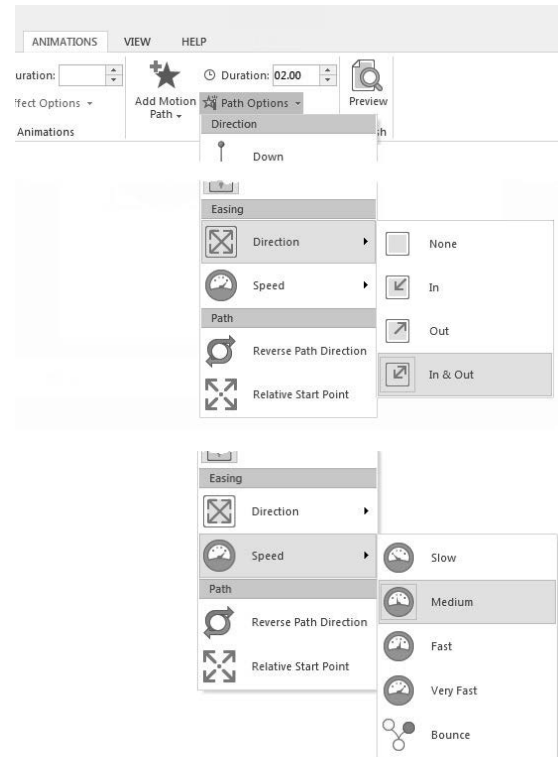 ANIMATIONS VIEW HELP
uration:
Duration: 02.00
ffect Options
Add Motion Path
Path Options
Preview
Animations
Direction
sh
Down
Easing
Direction
None
Speed
In
Path
Out
Reverse Path Direction
In & Out
Relative Start Point
Easing
Direction
Speed
Slow
Path
Medium
Reverse Path Direction
Fast
Relative Start Point
Very Fast
Bounce